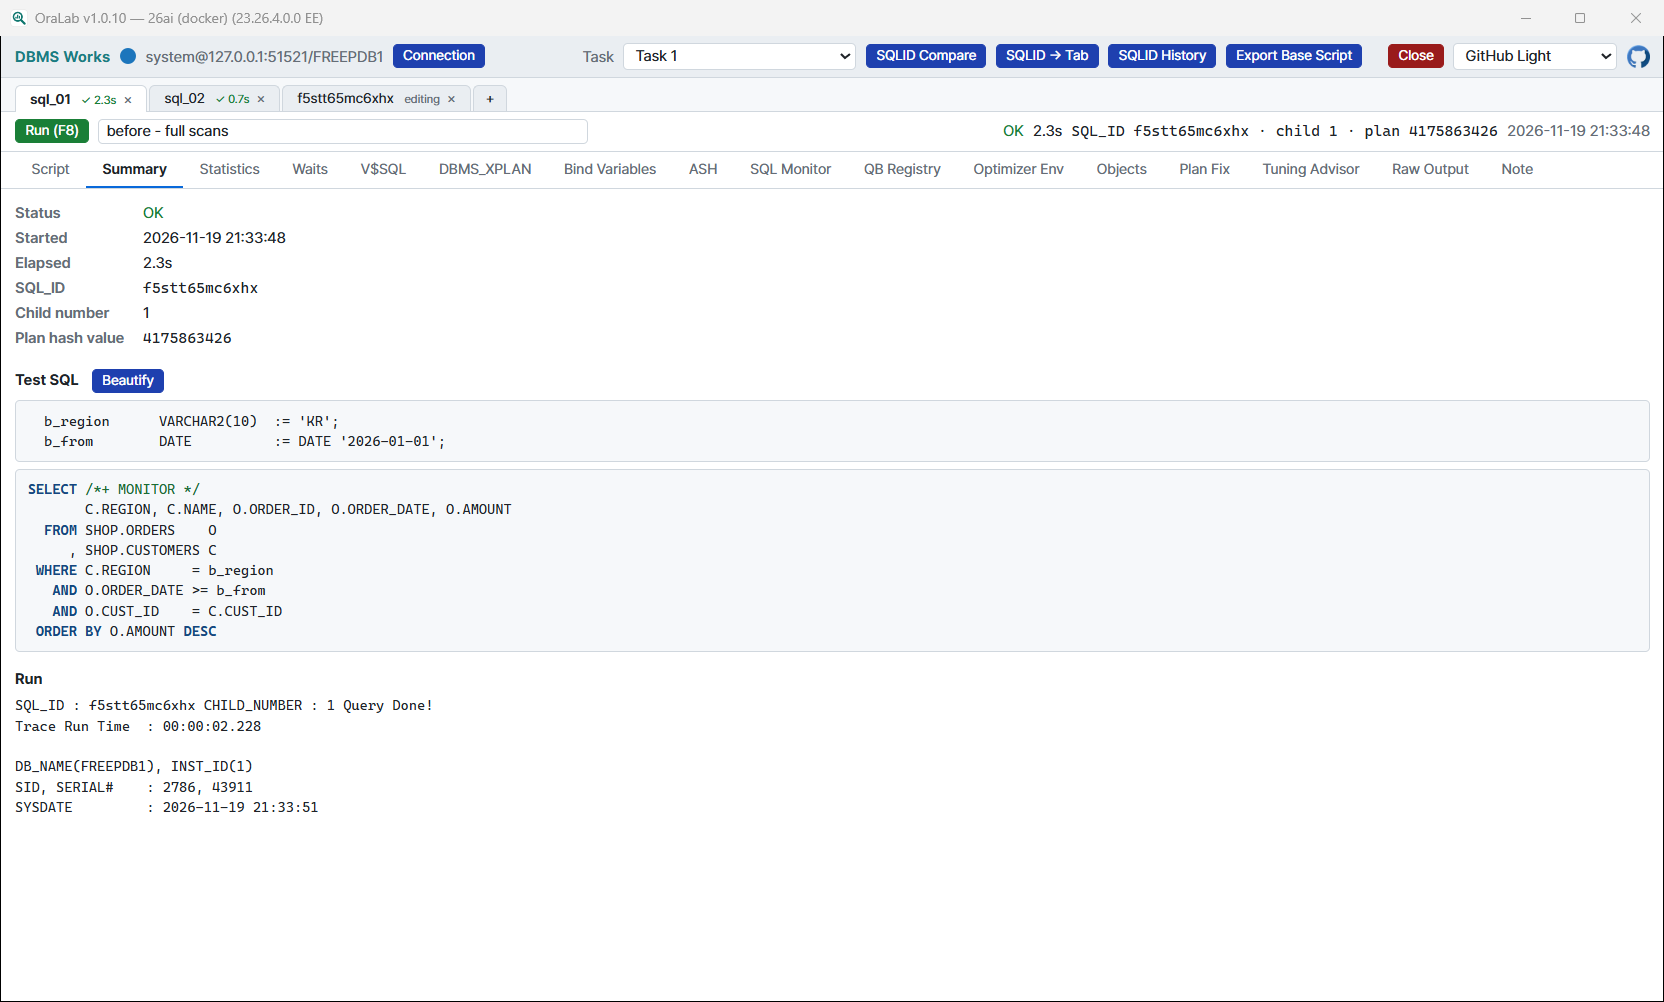 OraLab v1.0.10 — 26ai (docker) (23.26.4.0.0 EE)
DBMS Works system@127.0.0.1:51521/FREEPDB1 Connection Task Task 1 SQLID Compare SQLID → Tab SQLID History Export Base Script Close GitHub Light
sql_01 ✓ 2.3s × sql_02 ✓ 0.7s × f5stt65mc6xhx editing × +
Run (F8) before - full scans OK 2.3s SQL_ID f5stt65mc6xhx · child 1 · plan 4175863426 2026-11-19 21:33:48
Script Summary Statistics Waits V$SQL DBMS_XPLAN Bind Variables ASH SQL Monitor QB Registry Optimizer Env Objects Plan Fix Tuning Advisor Raw Output Note
Status OK
Started 2026-11-19 21:33:48
Elapsed 2.3s
SQL_ID f5stt65mc6xhx
Child number 1
Plan hash value 4175863426
Test SQL Beautify
b_region VARCHAR2(10) := 'KR';
b_from DATE := DATE '2026-01-01';
SELECT /*+ MONITOR */
C.REGION, C.NAME, O.ORDER_ID, O.ORDER_DATE, O.AMOUNT
FROM SHOP.ORDERS O
, SHOP.CUSTOMERS C
WHERE C.REGION = b_region
AND O.ORDER_DATE >= b_from
AND O.CUST_ID = C.CUST_ID
ORDER BY O.AMOUNT DESC
Run
SQL_ID : f5stt65mc6xhx CHILD_NUMBER : 1 Query Done!
Trace Run Time : 00:00:02.228
DB_NAME(FREEPDB1), INST_ID(1)
SID, SERIAL# : 2786, 43911
SYSDATE : 2026-11-19 21:33:51